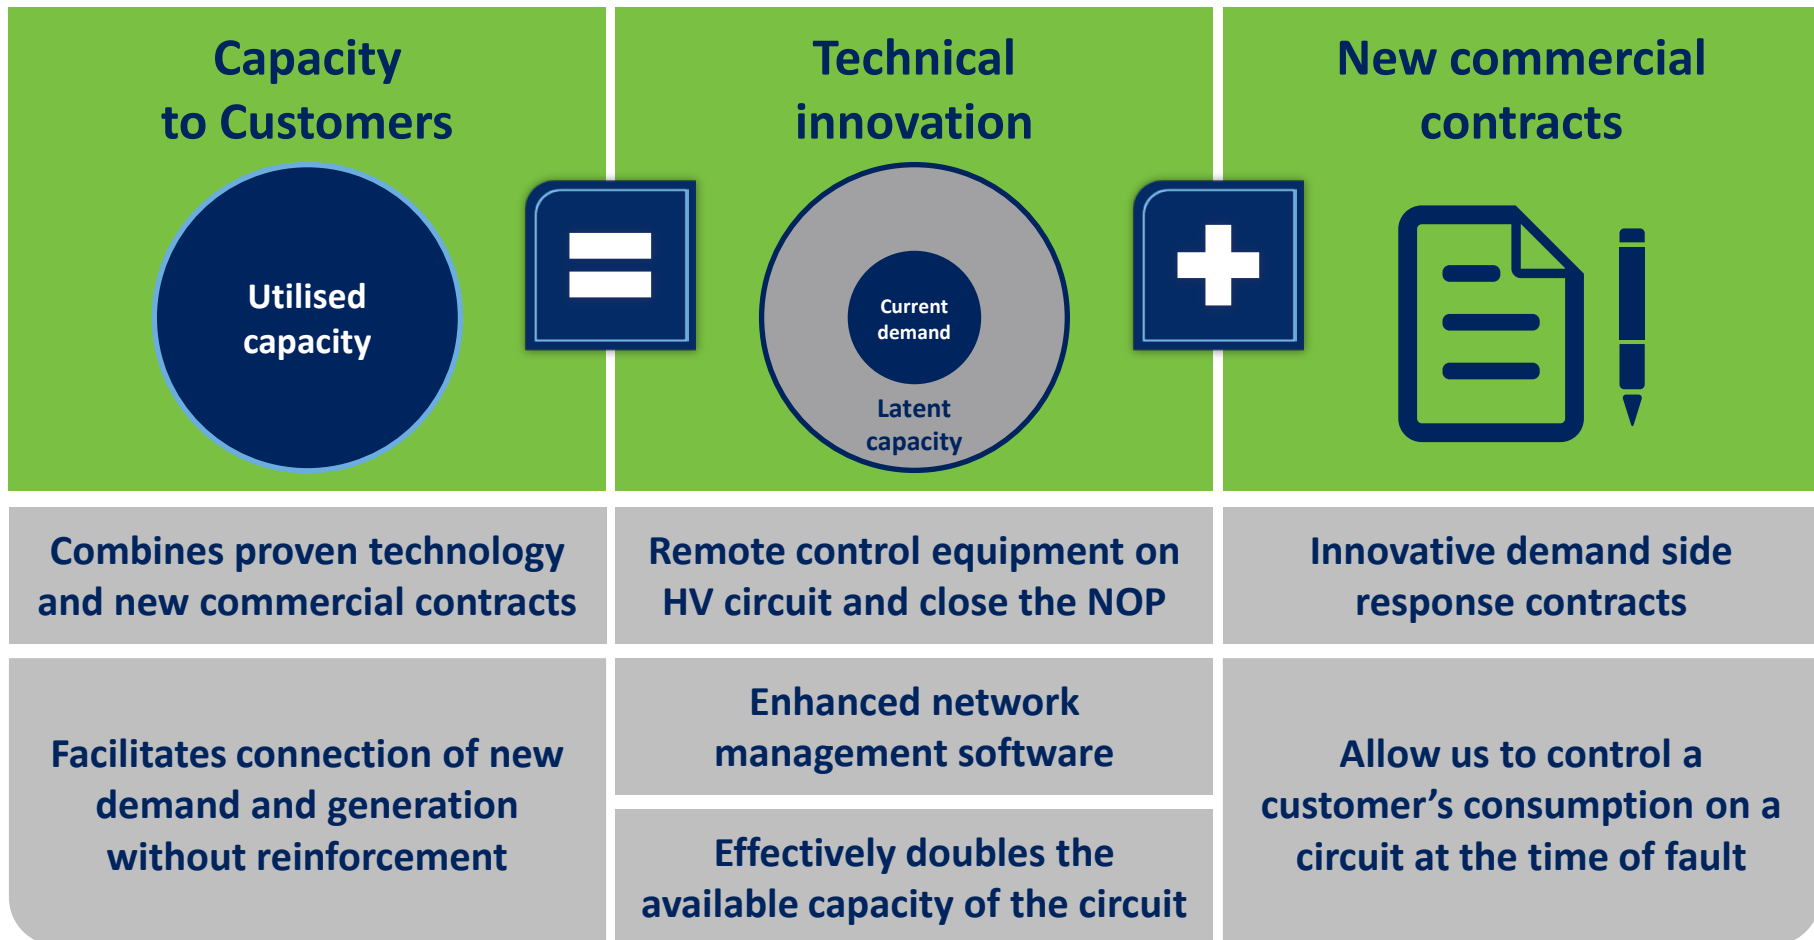 Capacity
to Customers
Utilised
capacity
=
Technical
innovation
Current
demand
Latent
capacity
+
New commercial
contracts
Combines proven technology
and new commercial contracts
Remote control equipment on
HV circuit and close the NOP
Innovative demand side
response contracts
Facilitates connection of new
demand and generation
without reinforcement
Enhanced network
management software
Effectively doubles the
available capacity of the circuit
Allow us to control a
customer’s consumption on a
circuit at the time of fault